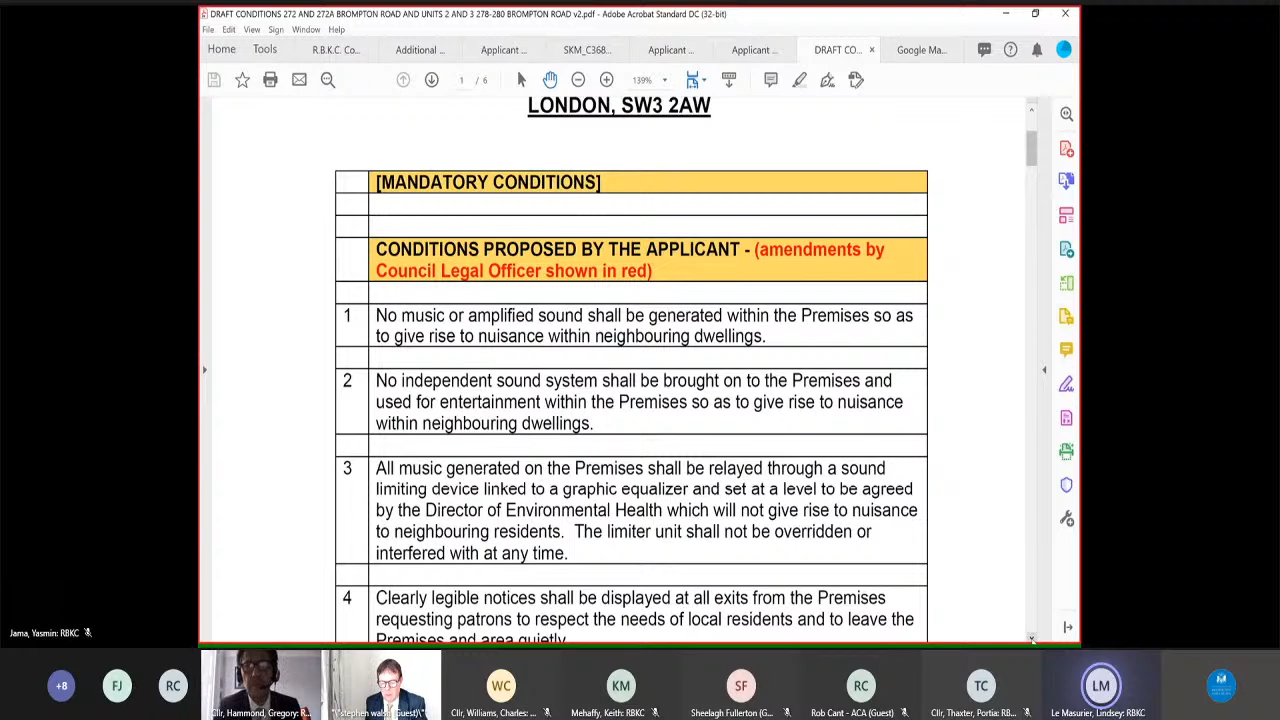 DRAFT CONDITIONS 272 AND 272A BROMPTON ROAD AND UNITS 2 AND 3 278-280 BROMPTON ROAD v2.pdf - Adobe Acrobat Standard DC (32-bit)
File Edit View Sign Window Help
Home Tools R.B.K.C. Co... Additional ... Applicant ... SKM_C368... Applicant ... Applicant ... DRAFT CO... × Google Ma...
1 / 6 139%
LONDON, SW3 2AW
[MANDATORY CONDITIONS]
CONDITIONS PROPOSED BY THE APPLICANT - (amendments by
Council Legal Officer shown in red)
1 No music or amplified sound shall be generated within the Premises so as
to give rise to nuisance within neighbouring dwellings.
2 No independent sound system shall be brought on to the Premises and
used for entertainment within the Premises so as to give rise to nuisance
within neighbouring dwellings.
3 All music generated on the Premises shall be relayed through a sound
limiting device linked to a graphic equalizer and set at a level to be agreed
by the Director of Environmental Health which will not give rise to nuisance
to neighbouring residents. The limiter unit shall not be overridden or
interfered with at any time.
4 Clearly legible notices shall be displayed at all exits from the Premises
requesting patrons to respect the needs of local residents and to leave the
Premises and area quietly
Jama, Yasmin: RBKC
+8 FJ RC WC KM SF RC TC LM
Cllr, Hammond, Gregory: R... \"stephen walsh (Guest)\" Cllr, Williams, Charles: ... Mehaffy, Keith: RBKC Sheelagh Fullerton (G... Rob Cant - ACA (Guest) Cllr, Thaxter, Portia: RB... Le Masurier, Lindsey: RBKC